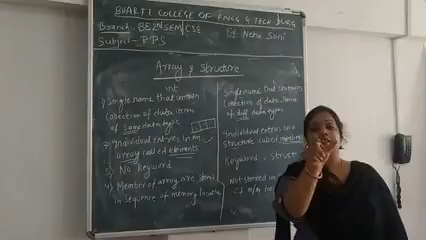 BHARTI COLLEGE OF ENGG & TECH DURG
Branch - BE 2nd SEM/CSE
By. Neha Soni
Subject - PPS
Array & Structure
int
1) Single name that contain
Collection of data items
of same data type
2) Individual entries in an
array called elements
3) No keyword
4) Member of array are stored
in sequence of memory location
Single name that contains
Collection of data items
of diff data types
Individual entries in a
structure called members
Keyword - struct
Not stored in
of m/m